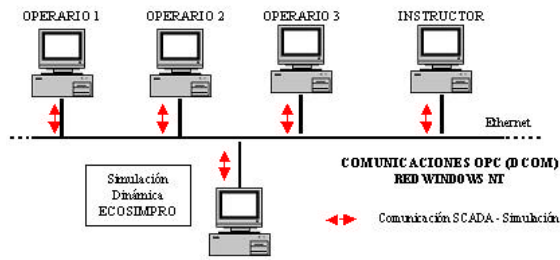 OPERARIO 1
OPERARIO 2
OPERARIO 3
INSTRUCTOR
Ethernet
Simulación
Dinámica
ECOSIMPRO
COMUNICACIONES OPC (DCOM)
RED WINDOWS NT
Comunicación SCADA - Simulación